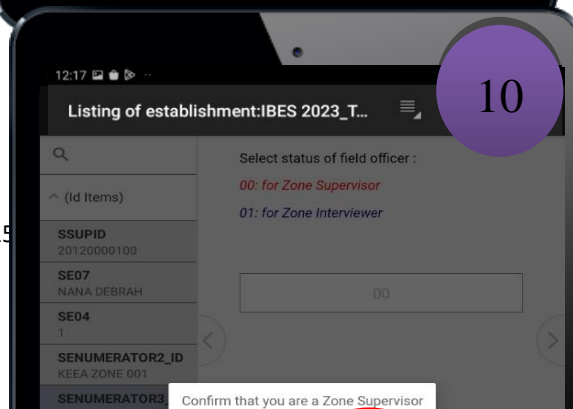 10
12:17
Listing of establishment:IBES 2023_T...
Select status of field officer :
00: for Zone Supervisor
01: for Zone Interviewer
^ (Id Items)
SSUPID
20120000100
SE07
NANA DEBRAH
SE04
1
SENUMERATOR2_ID
KEEA ZONE 001
SENUMERATOR3_
00
Confirm that you are a Zone Supervisor